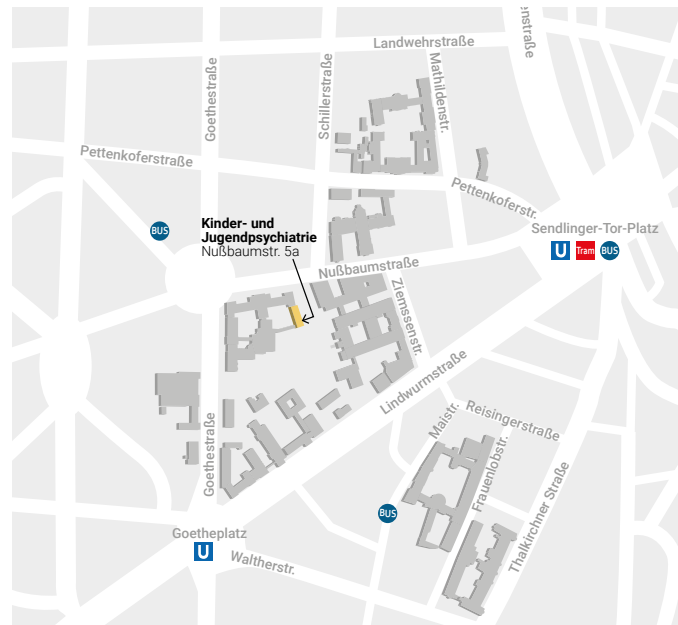 enstraße
Landwehrstraße
Mathildenstr.
Schillerstraße
Goethestraße
Pettenkoferstraße
Pettenkoferstr.
BUS
Kinder- und
Jugendpsychiatrie
Nußbaumstr. 5a
Sendlinger-Tor-Platz
U Tram BUS
Nußbaumstraße
Ziemssenstr.
Lindwurmstraße
Maistr.
Reisingerstraße
Goethestraße
Frauenlobstr.
Thalkirchner Straße
BUS
Goetheplatz
U
Waltherstr.